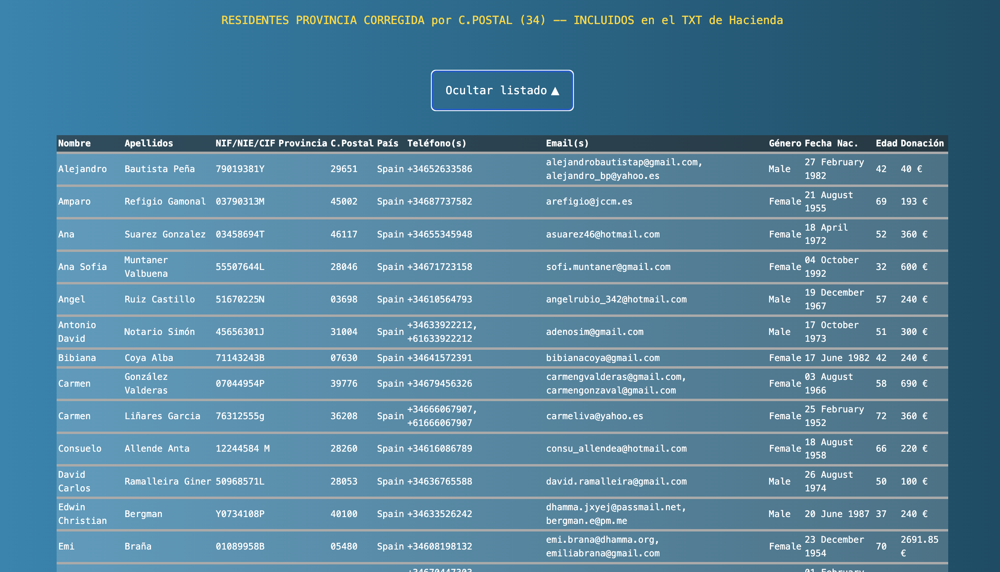 RESIDENTES PROVINCIA CORREGIDA por C.POSTAL (34) —— INCLUIDOS en el TXT de Hacienda
Ocultar listado ▲
Nombre Apellidos NIF/NIE/CIF Provincia C.Postal País Teléfono(s) Email(s) Género Fecha Nac. Edad Donación
Alejandro Bautista Peña 79019381Y 29651 Spain +34652633586 alejandrobautistap@gmail.com, alejandro_bp@yahoo.es Male 27 February 1982 42 40 €
Amparo Refigio Gamonal 03790313M 45002 Spain +34687737582 arefigio@jccm.es Female 21 August 1955 69 193 €
Ana Suarez Gonzalez 03458694T 46117 Spain +34655345948 asuarez46@hotmail.com Female 18 April 1972 52 360 €
Ana Sofia Muntaner Valbuena 55507644L 28046 Spain +34671723158 sofi.muntaner@gmail.com Female 04 October 1992 32 600 €
Angel Ruiz Castillo 51670225N 03698 Spain +34610564793 angelrubio_342@hotmail.com Male 19 December 1967 57 240 €
Antonio David Notario Simón 45656301J 31004 Spain +34633922212, +61633922212 adenosim@gmail.com Male 17 October 1973 51 300 €
Bibiana Coya Alba 71143243B 07630 Spain +34641572391 bibianacoya@gmail.com Female 17 June 1982 42 240 €
Carmen González Valderas 07044954P 39776 Spain +34679456326 carmengvalderas@gmail.com, carmengonzaval@gmail.com Female 03 August 1966 58 690 €
Carmen Liñares Garcia 76312555g 36208 Spain +34666067907, +61666067907 carmeliva@yahoo.es Female 25 February 1952 72 360 €
Consuelo Allende Anta 12244584 M 28260 Spain +34616086789 consu_allendea@hotmail.com Female 18 August 1958 66 220 €
David Carlos Ramalleira Giner 50968571L 28053 Spain +34636765588 david.ramalleira@gmail.com Male 26 August 1974 50 100 €
Edwin Christian Bergman Y0734108P 40100 Spain +34633526242 dhamma.jxyej@passmail.net, bergman.e@pm.me Male 20 June 1987 37 240 €
Emi Braña 01089958B 05480 Spain +34608198132 emi.brana@dhamma.org, emiliabrana@gmail.com Female 23 December 1954 70 2691.85 €